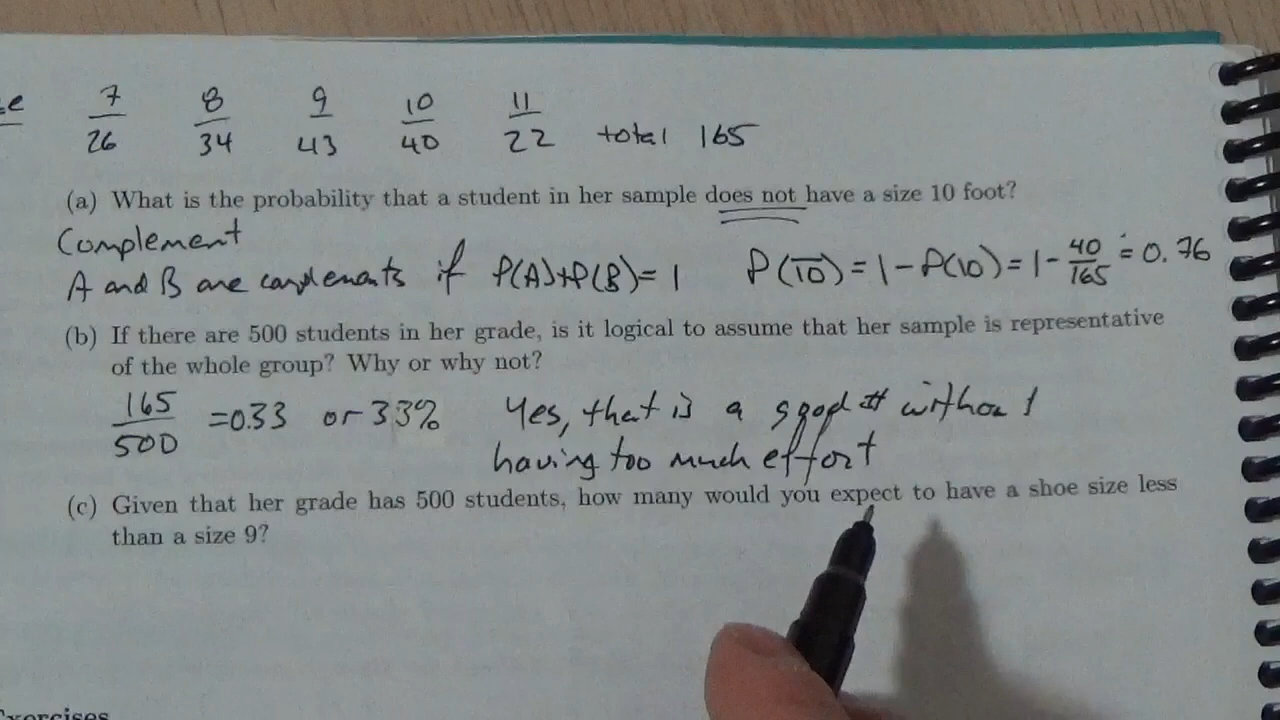 7 8 9 10 11
26 34 43 40 22 total 165
(a) What is the probability that a student in her sample does not have a size 10 foot?
Complement
A and B are complements if P(A)+P(B)=1 P(10̅)=1-P(10)=1-40/165≐0.76
(b) If there are 500 students in her grade, is it logical to assume that her sample is representative
of the whole group? Why or why not?
165/500 =0.33 or 33% Yes, that is a good # without
having too much effort
(c) Given that her grade has 500 students, how many would you expect to have a shoe size less
than a size 9?
Exercises